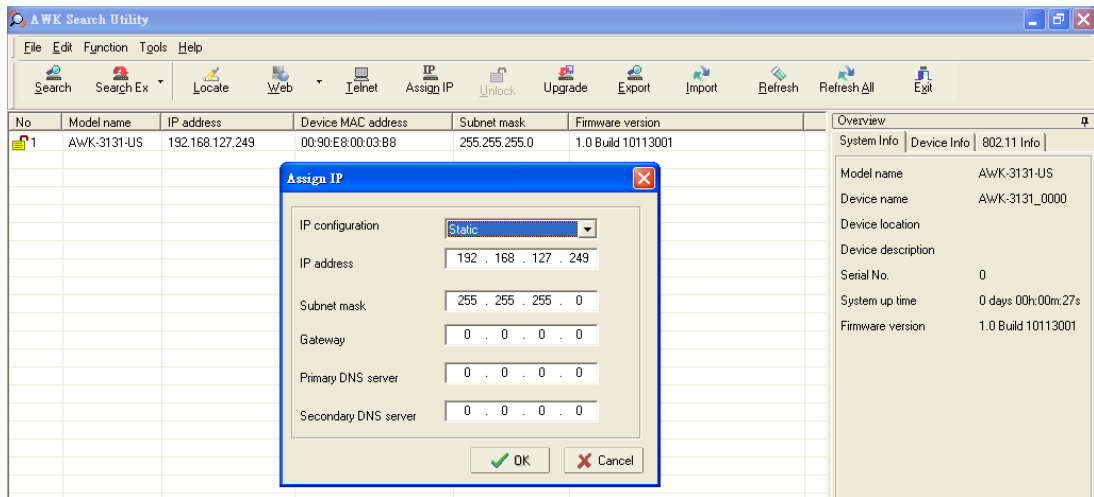 AWK Search Utility
File Edit Function Tools Help
Search Search Ex Locate Web Telnet IP Assign IP Unlock Upgrade Export Import Refresh Refresh All Exit
No Model name IP address Device MAC address Subnet mask Firmware version
1 AWK-3131-US 192.168.127.249 00:90:E8:00:03:B8 255.255.255.0 1.0 Build 10113001
Assign IP
IP configuration Static
IP address 192 . 168 . 127 . 249
Subnet mask 255 . 255 . 255 . 0
Gateway 0 . 0 . 0 . 0
Primary DNS server 0 . 0 . 0 . 0
Secondary DNS server 0 . 0 . 0 . 0
OK Cancel
Overview
System Info Device Info 802.11 Info
Model name AWK-3131-US
Device name AWK-3131_0000
Device location
Device description
Serial No. 0
System up time 0 days 00h:00m:27s
Firmware version 1.0 Build 10113001